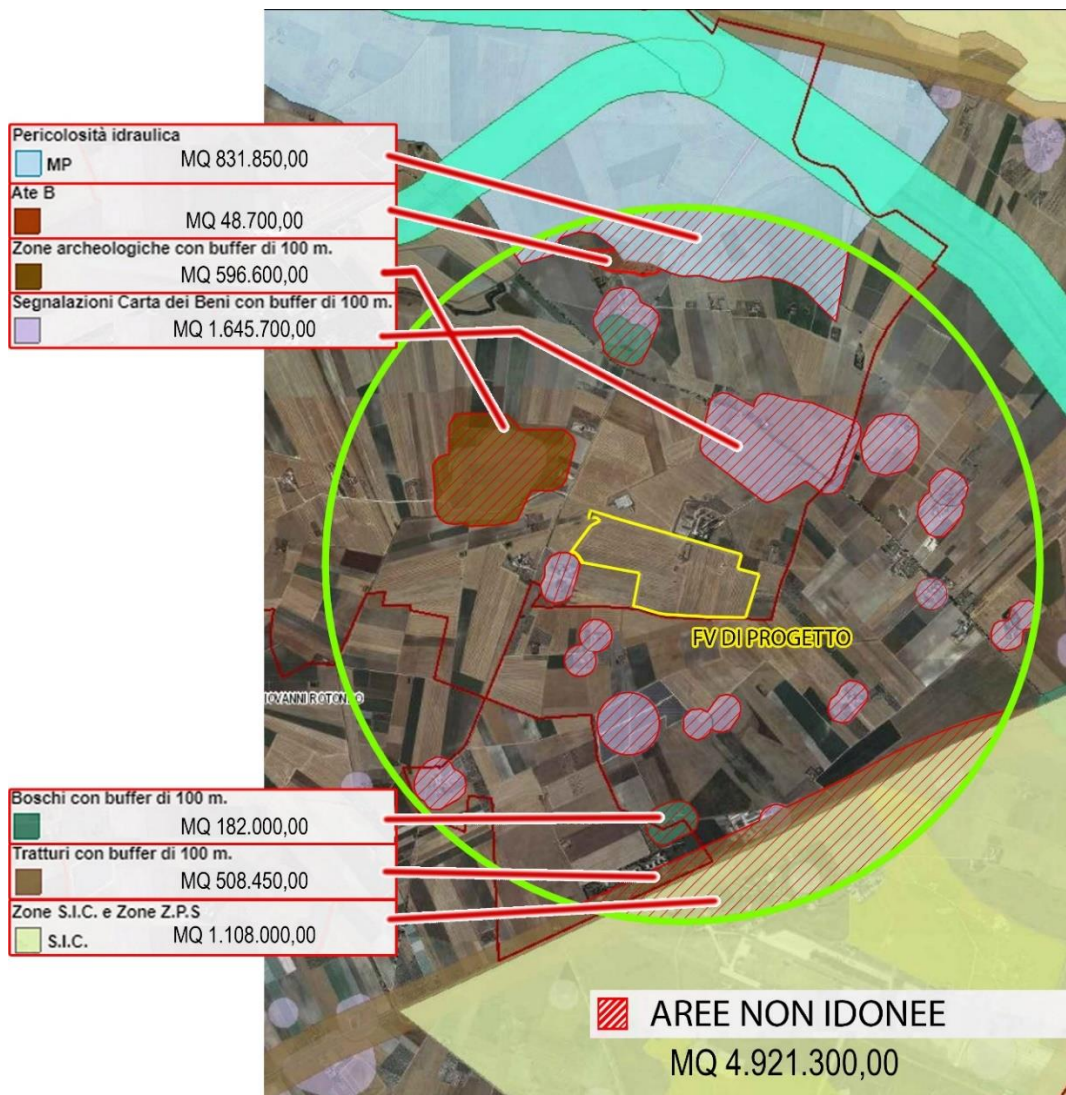 Pericolosità idraulica
MP MQ 831.850,00
Ate B
MQ 48.700,00
Zone archeologiche con buffer di 100 m.
MQ 596.600,00
Segnalazioni Carta dei Beni con buffer di 100 m.
MQ 1.645.700,00
FV DI PROGETTO
IOVANNI ROTONDO
Boschi con buffer di 100 m.
MQ 182.000,00
Tratturi con buffer di 100 m.
MQ 508.450,00
Zone S.I.C. e Zone Z.P.S
S.I.C. MQ 1.108.000,00
AREE NON IDONEE
MQ 4.921.300,00